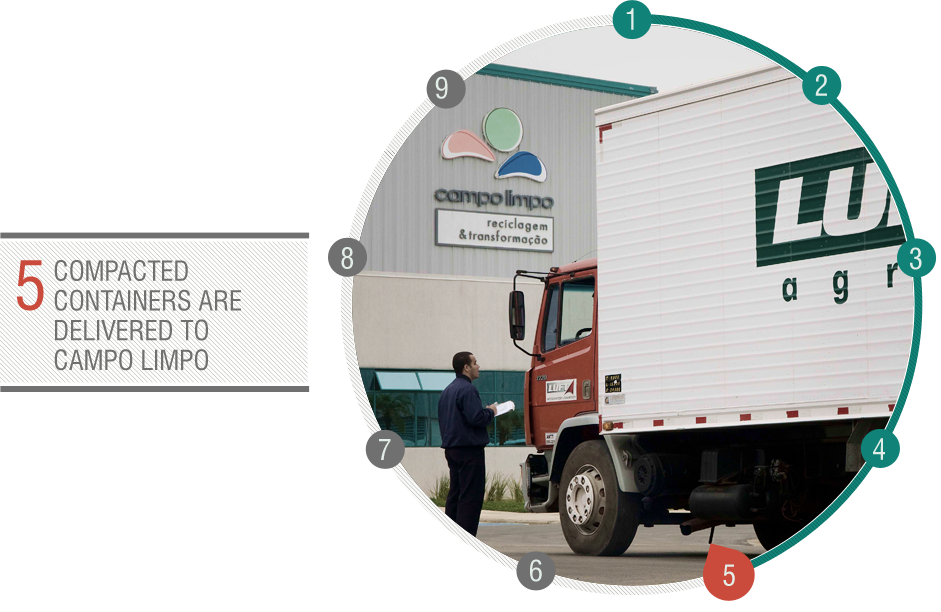 1
2
3
4
5
6
7
8
9
5 COMPACTED
CONTAINERS ARE
DELIVERED TO
CAMPO LIMPO
campo limpo
reciclagem
&transformação
agr